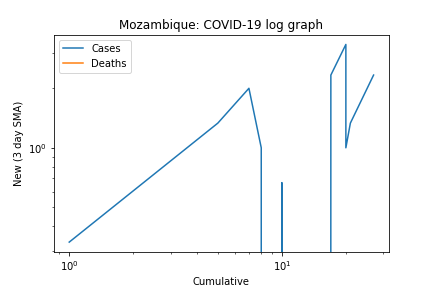 Mozambique: COVID-19 log graph
Cases
Deaths
New (3 day SMA)
10⁰
10⁰
10¹
Cumulative